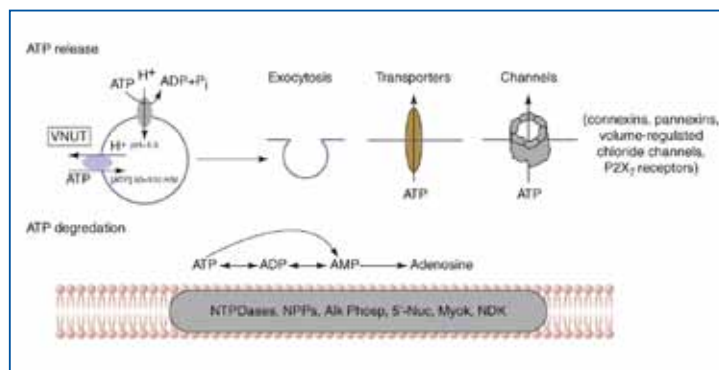 ATP release
ATP H⁺ ADP+Pᵢ
VNUT
H⁺
ATP
Exocytosis
Transporters
ATP
Channels
ATP
(connexins, pannexins,
volume-regulated
chloride channels,
P2X₇ receptors)
ATP degredation
ATP ADP AMP Adenosine
NTPDases, NPPs, Alk Phosp, 5'-Nuc, Myok, NDK